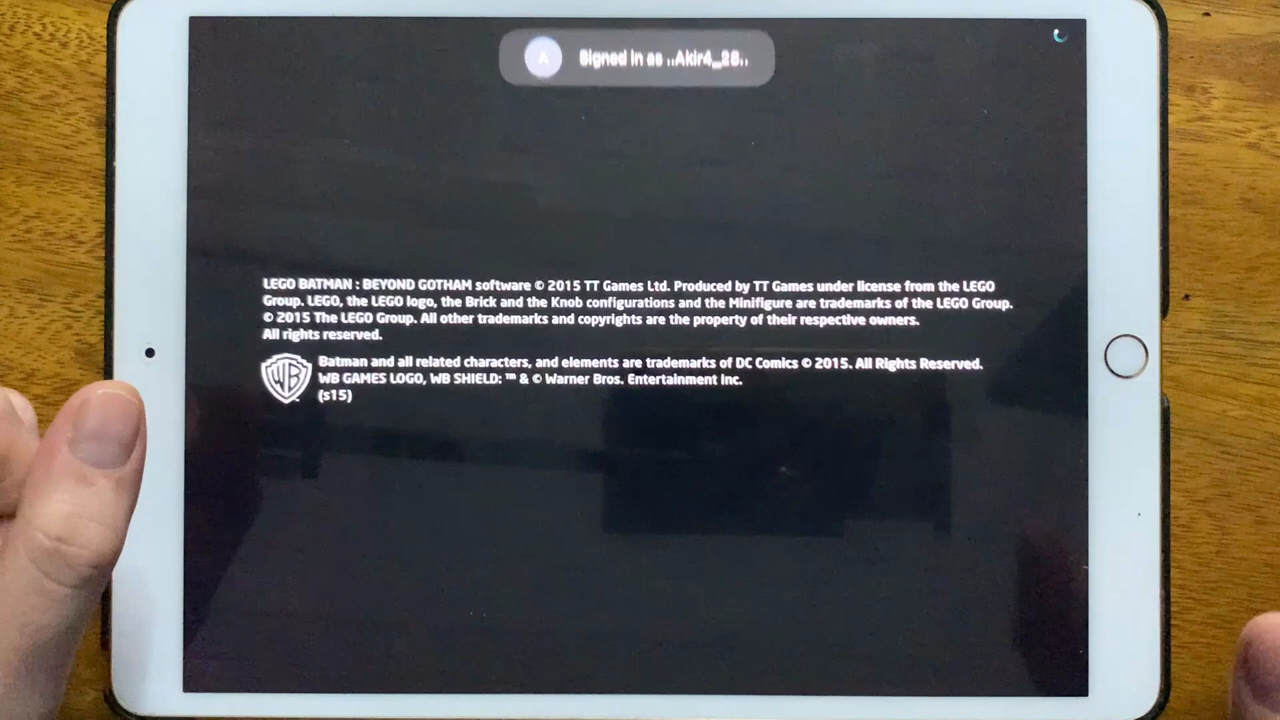 A
Signed in as ..Akir4_28..
LEGO BATMAN : BEYOND GOTHAM software © 2015 TT Games Ltd. Produced by TT Games under license from the LEGO
Group. LEGO, the LEGO logo, the Brick and the Knob configurations and the Minifigure are trademarks of the LEGO Group.
© 2015 The LEGO Group. All other trademarks and copyrights are the property of their respective owners.
All rights reserved.
WB
Batman and all related characters, and elements are trademarks of DC Comics © 2015. All Rights Reserved.
WB GAMES LOGO, WB SHIELD: ™ & © Warner Bros. Entertainment Inc.
(s15)